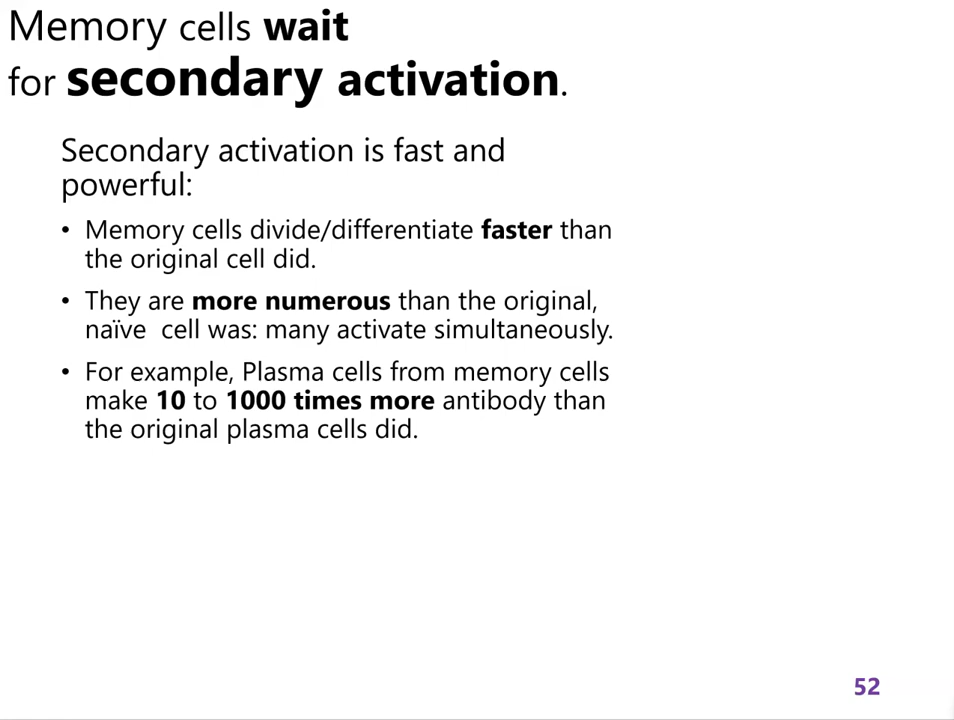 Memory cells wait
for secondary activation.
Secondary activation is fast and
powerful:
• Memory cells divide/differentiate faster than
the original cell did.
• They are more numerous than the original,
naïve  cell was: many activate simultaneously.
• For example, Plasma cells from memory cells
make 10 to 1000 times more antibody than
the original plasma cells did.
52